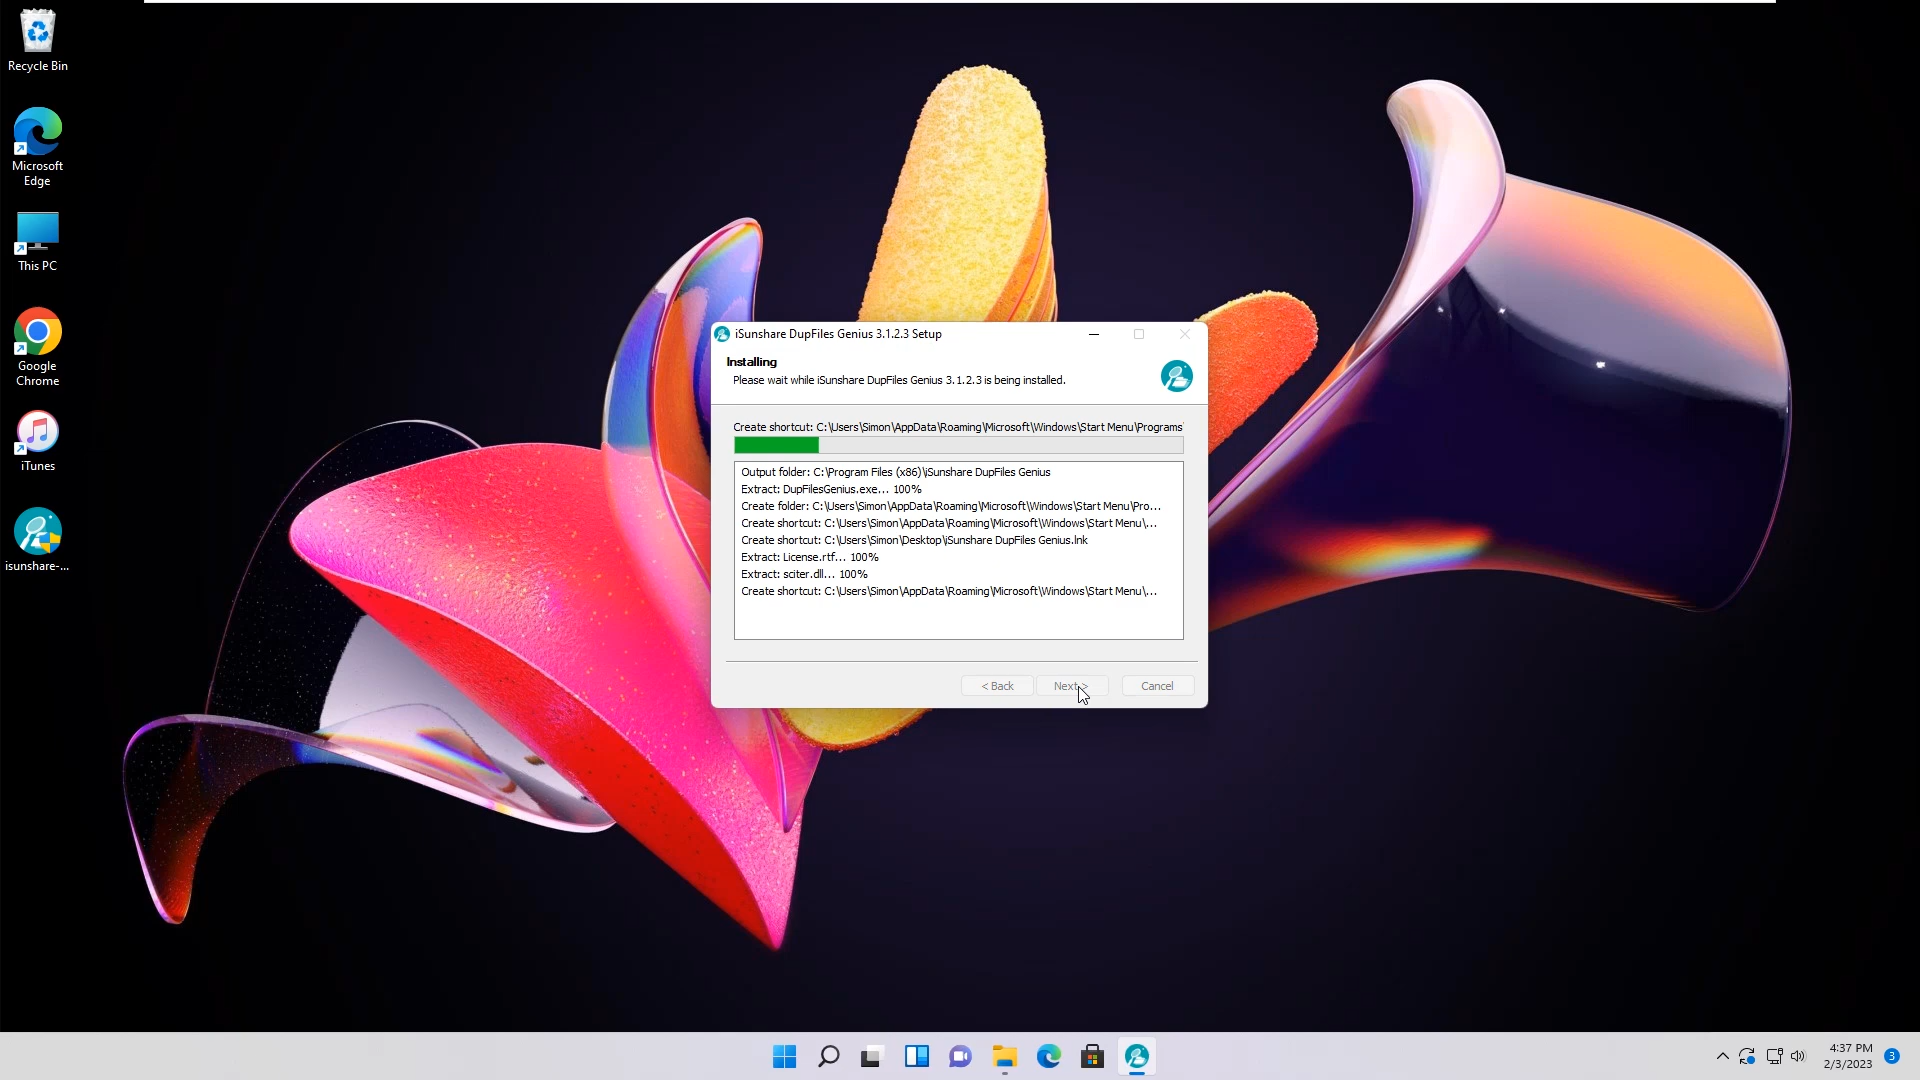 Recycle Bin
Microsoft
Edge
This PC
Google
Chrome
iTunes
isunshare-...
iSunshare DupFiles Genius 3.1.2.3 Setup
Installing
Please wait while iSunshare DupFiles Genius 3.1.2.3 is being installed.
Create shortcut: C:\Users\Simon\AppData\Roaming\Microsoft\Windows\Start Menu\Programs
Output folder: C:\Program Files (x86)\iSunshare DupFiles Genius
Extract: DupFilesGenius.exe... 100%
Create folder: C:\Users\Simon\AppData\Roaming\Microsoft\Windows\Start Menu\Pro...
Create shortcut: C:\Users\Simon\AppData\Roaming\Microsoft\Windows\Start Menu\...
Create shortcut: C:\Users\Simon\Desktop\iSunshare DupFiles Genius.lnk
Extract: License.rtf... 100%
Extract: sciter.dll... 100%
Create shortcut: C:\Users\Simon\AppData\Roaming\Microsoft\Windows\Start Menu\...
< Back
Next >
Cancel
4:37 PM
2/3/2023
3